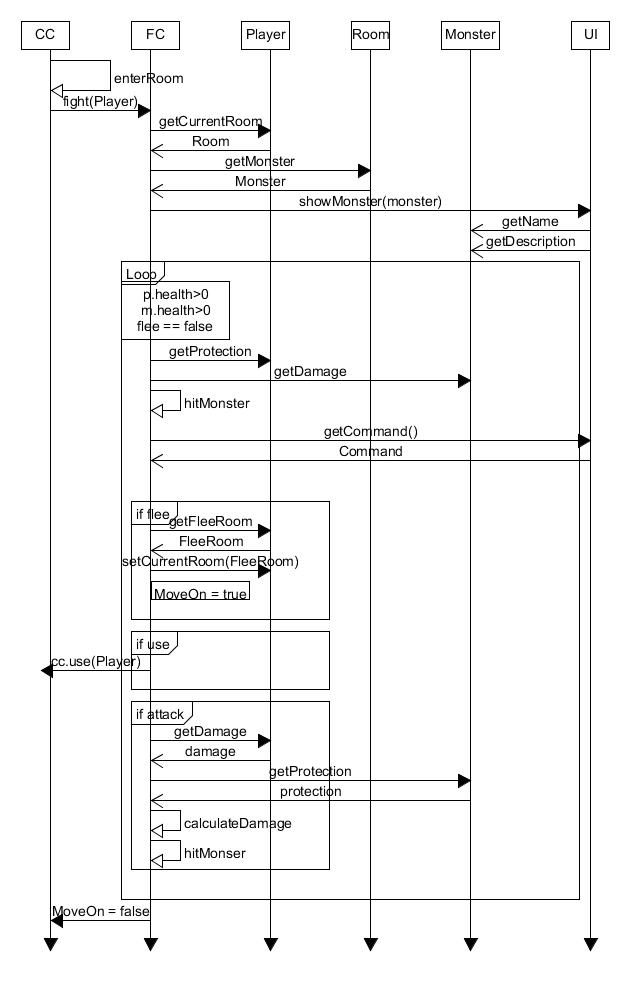 CC FC Player Room Monster UI
enterRoom
fight(Player)
getCurrentRoom
Room
getMonster
Monster
showMonster(monster)
getName
getDescription
Loop
p.health>0
m.health>0
flee == false
getProtection
getDamage
hitMonster
getCommand()
Command
if flee
getFleeRoom
FleeRoom
setCurrentRoom(FleeRoom)
MoveOn = true
if use
cc.use(Player)
if attack
getDamage
damage
getProtection
protection
calculateDamage
hitMonser
MoveOn = false